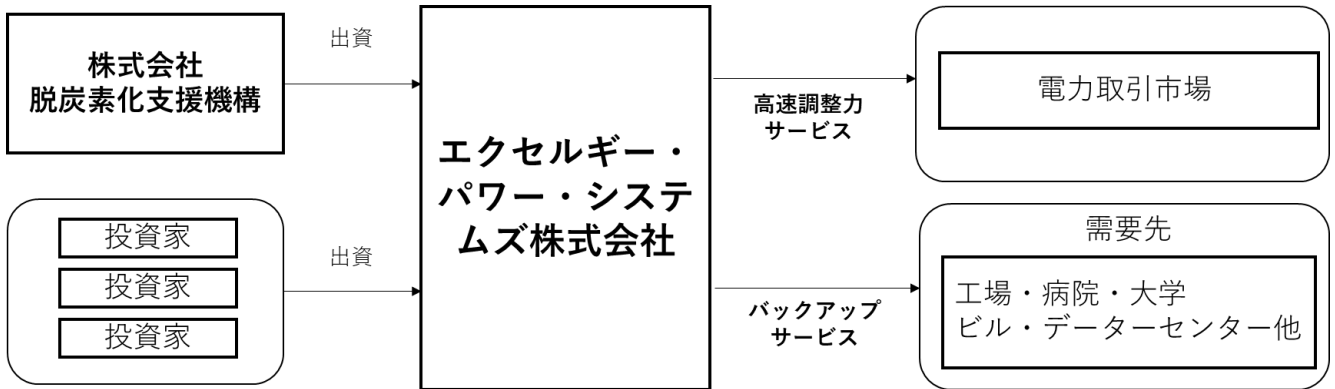 株式会社
脱炭素化支援機構
出資
投資家
投資家
投資家
出資
エクセルギー・
パワー・システ
ムズ株式会社
高速調整力
サービス
電力取引市場
バックアップ
サービス
需要先
工場・病院・大学
ビル・データーセンター他